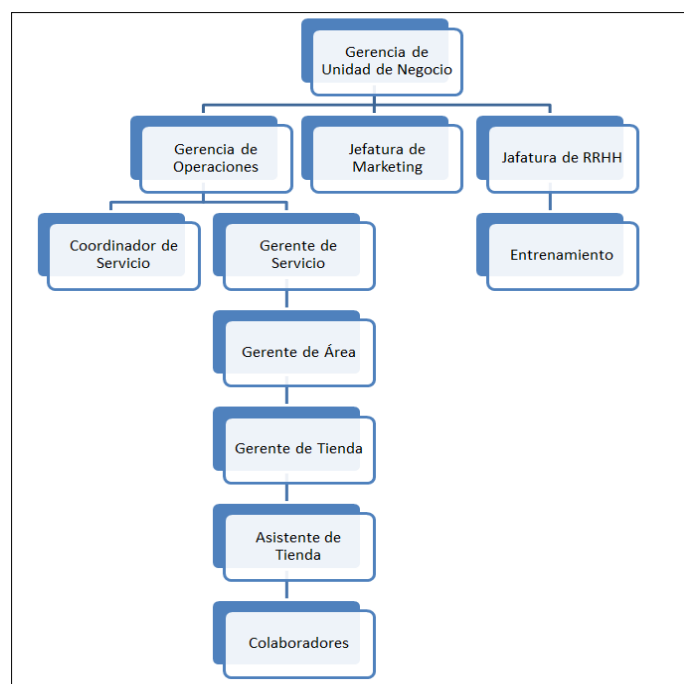 Gerencia de
Unidad de Negocio
Gerencia de
Operaciones
Jefatura de
Marketing
Jafatura de RRHH
Coordinador de
Servicio
Gerente de
Servicio
Entrenamiento
Gerente de Área
Gerente de Tienda
Asistente de
Tienda
Colaboradores